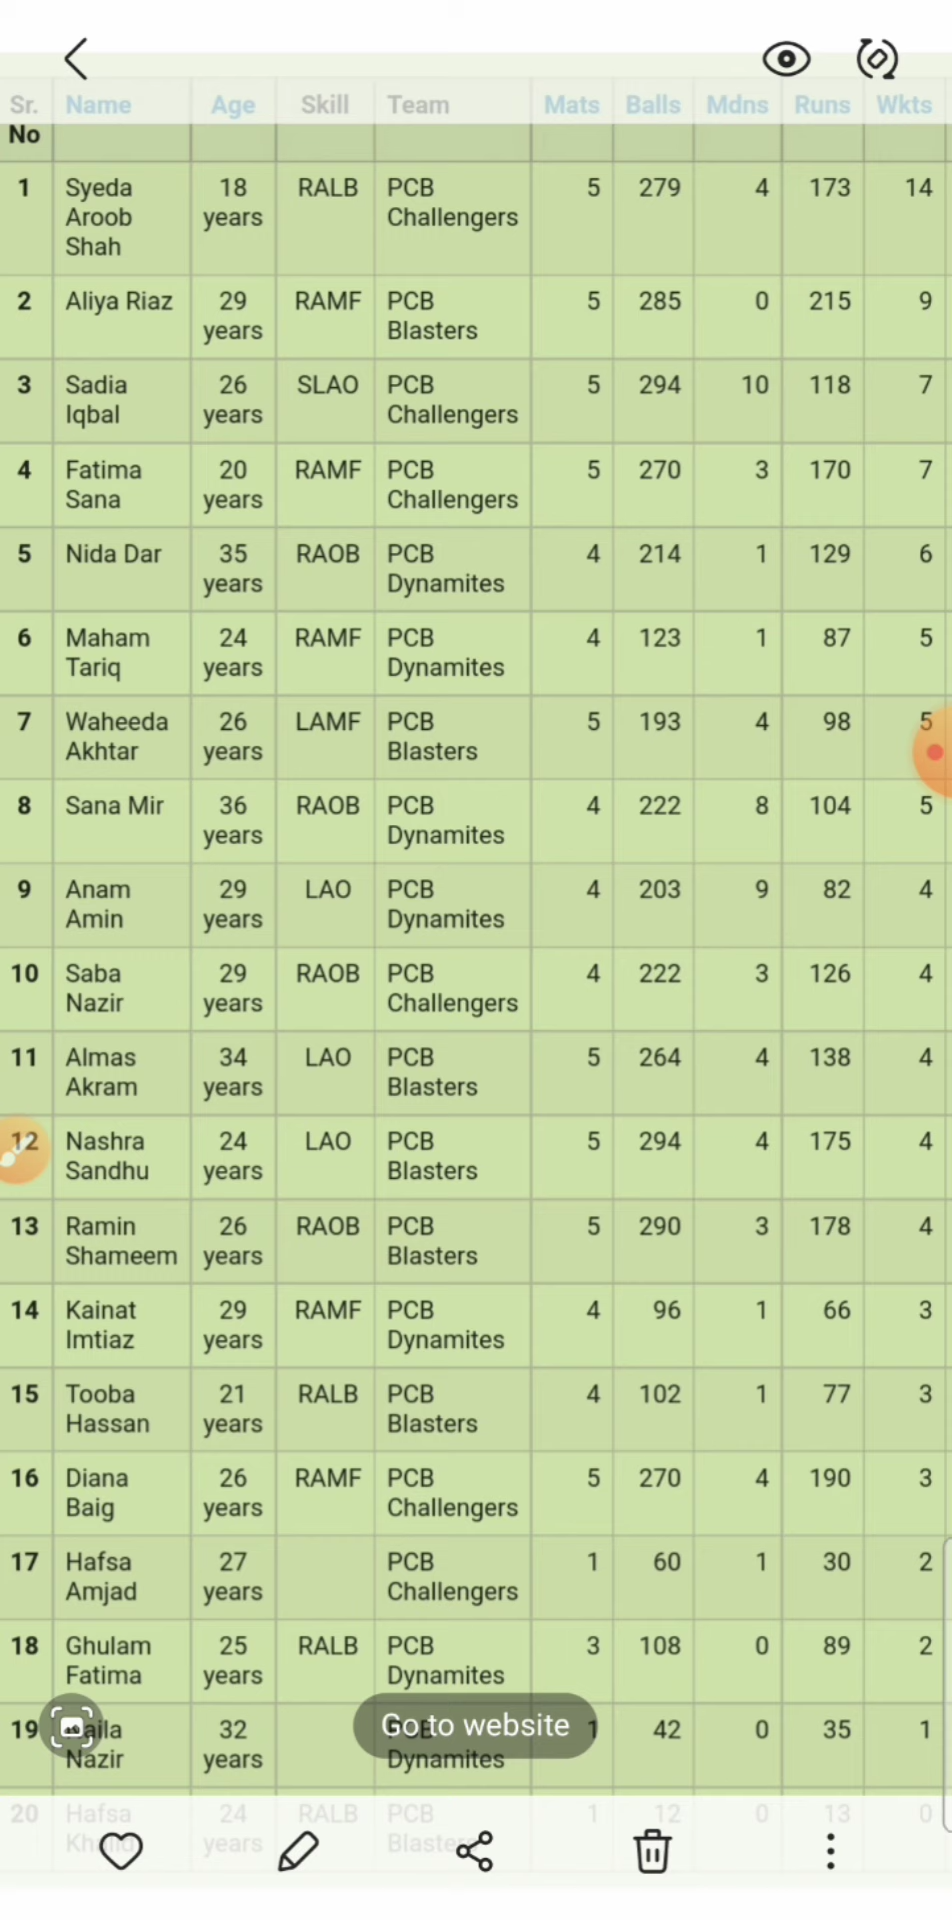 Sr. Name Age Skill Team Mats Balls Mdns Runs Wkts
No
1 Syeda 18 RALB PCB 5 279 4 173 14
Aroob years Challengers
Shah
2 Aliya Riaz 29 RAMF PCB 5 285 0 215 9
years Blasters
3 Sadia 26 SLAO PCB 5 294 10 118 7
Iqbal years Challengers
4 Fatima 20 RAMF PCB 5 270 3 170 7
Sana years Challengers
5 Nida Dar 35 RAOB PCB 4 214 1 129 6
years Dynamites
6 Maham 24 RAMF PCB 4 123 1 87 5
Tariq years Dynamites
7 Waheeda 26 LAMF PCB 5 193 4 98 5
Akhtar years Blasters
8 Sana Mir 36 RAOB PCB 4 222 8 104 5
years Dynamites
9 Anam 29 LAO PCB 4 203 9 82 4
Amin years Dynamites
10 Saba 29 RAOB PCB 4 222 3 126 4
Nazir years Challengers
11 Almas 34 LAO PCB 5 264 4 138 4
Akram years Blasters
12 Nashra 24 LAO PCB 5 294 4 175 4
Sandhu years Blasters
13 Ramin 26 RAOB PCB 5 290 3 178 4
Shameem years Blasters
14 Kainat 29 RAMF PCB 4 96 1 66 3
Imtiaz years Dynamites
15 Tooba 21 RALB PCB 4 102 1 77 3
Hassan years Blasters
16 Diana 26 RAMF PCB 5 270 4 190 3
Baig years Challengers
17 Hafsa 27 PCB 1 60 1 30 2
Amjad years Challengers
18 Ghulam 25 RALB PCB 3 108 0 89 2
Fatima years Dynamites
19 32 Go to website 1 42 0 35 1
Nazir years Dynamites
20 Hafsa 24 RALB PCB 1 12 0 13 0
Khalid years Blasters